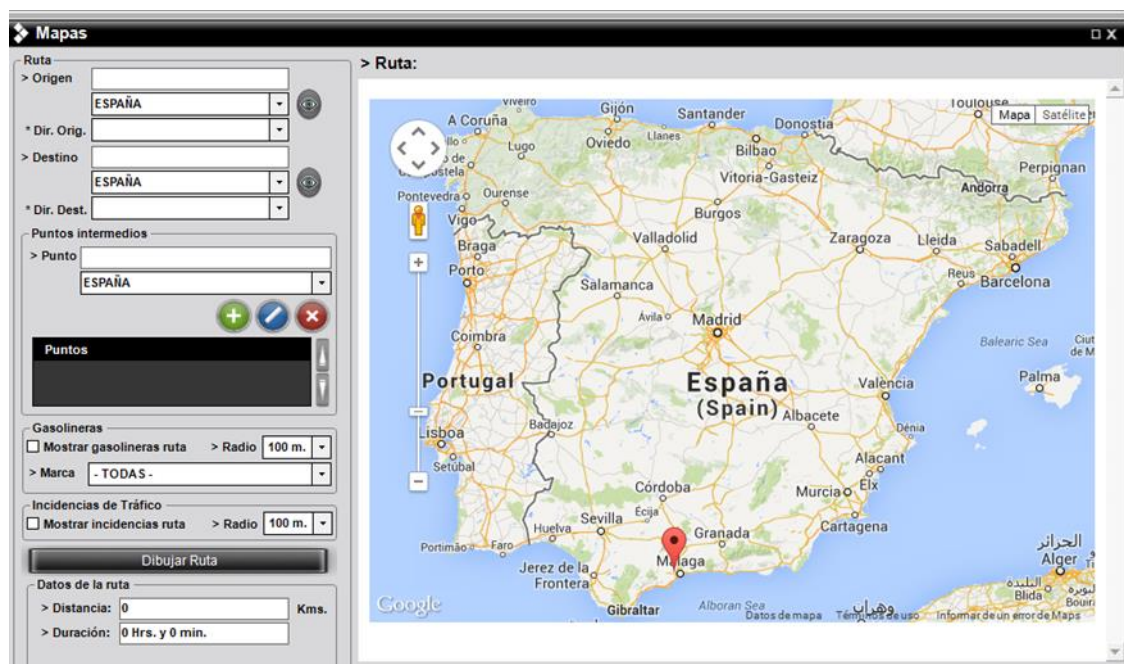 Mapas
Ruta
> Origen
ESPAÑA
* Dir. Orig.
> Destino
ESPAÑA
* Dir. Dest.
Puntos intermedios
> Punto
ESPAÑA
Puntos
Gasolineras
Mostrar gasolineras ruta > Radio 100 m.
> Marca - TODAS -
Incidencias de Tráfico
Mostrar incidencias ruta > Radio 100 m.
Dibujar Ruta
Datos de la ruta
> Distancia: 0 Kms.
> Duración: 0 Hrs. y 0 min.
> Ruta:
Mapa Satélite
Viveiro
Gijón
Santander
Toulouse
A Coruña
Oviedo
Llanes
Donostia
Lugo
Bilbao
Vitoria-Gasteiz
Perpignan
Andorra
Pontevedra
Ourense
Vigo
Burgos
Braga
Valladolid
Zaragoza
Lleida
Sabadell
Porto
Reus
Barcelona
Salamanca
Ávila
Madrid
Coimbra
Balearic Sea
Ciut
de M
Portugal
España
(Spain)
Valencia
Palma
Albacete
Lisboa
Badajoz
Dénia
Setúbal
Alacant
Elx
Córdoba
Murcia
Écija
Sevilla
Huelva
Granada
Cartagena
Portimão
Faro
Málaga
Jerez de la
Frontera
الجزائر
Alger
البليدة
Blida
Google
Gibraltar
Alboran Sea
وهران
Datos de mapa Términos de uso Informar de un error de Maps